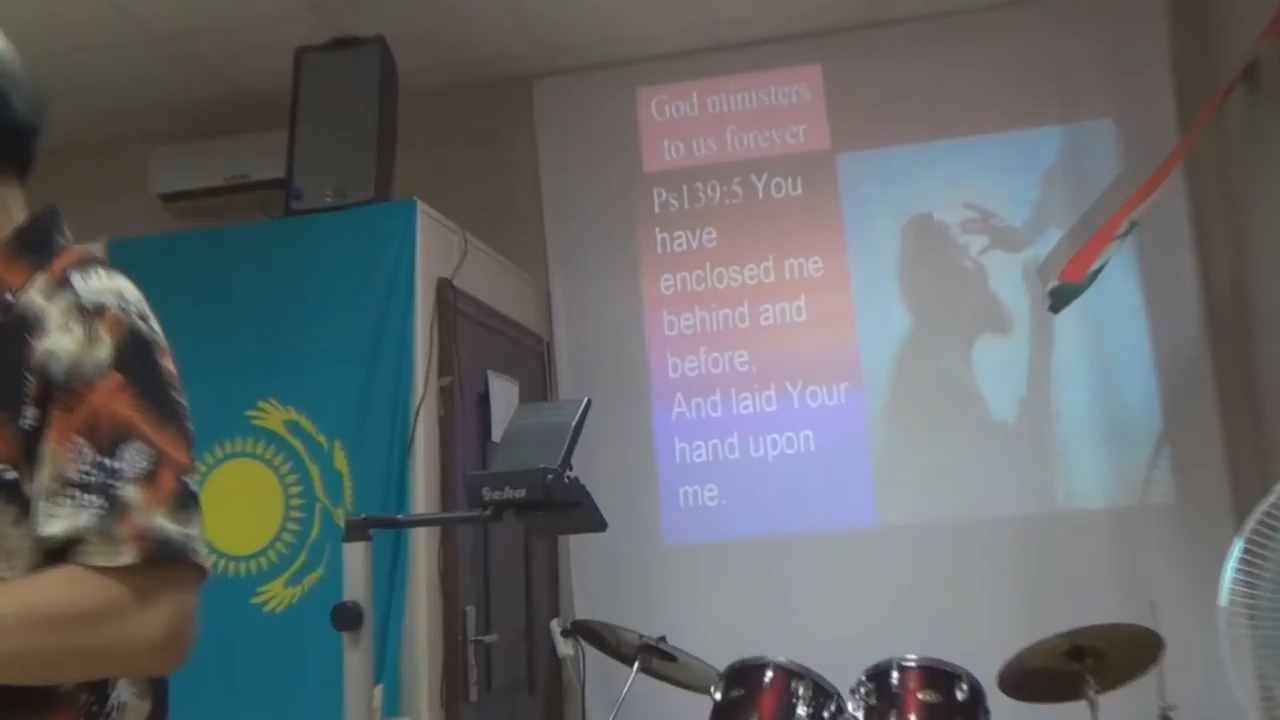 God ministers
to us forever
Ps139:5 You
have
enclosed me
behind and
before,
And laid Your
hand upon
me.